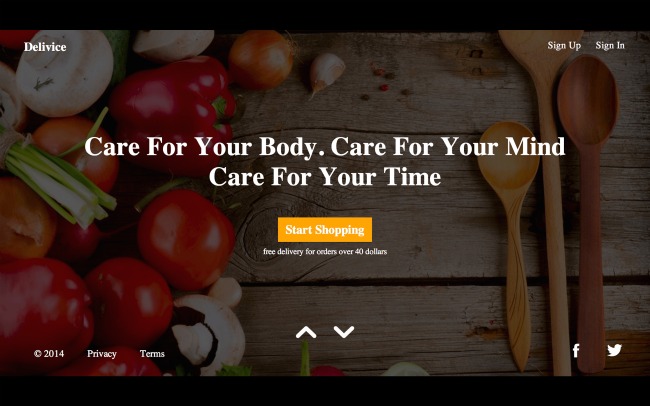 Delivice
Sign Up
Sign In
Care For Your Body. Care For Your Mind
Care For Your Time
Start Shopping
free delivery for orders over 40 dollars
© 2014
Privacy
Terms